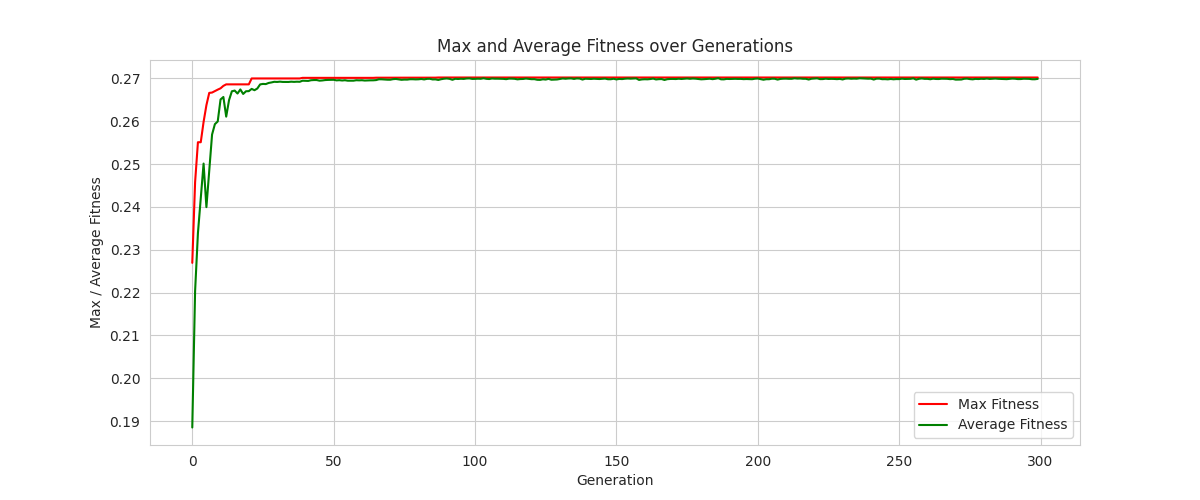 Max and Average Fitness over Generations
Max / Average Fitness
0.27
0.26
0.25
0.24
0.23
0.22
0.21
0.20
0.19
0 50 100 150 200 250 300
Generation
Max Fitness
Average Fitness